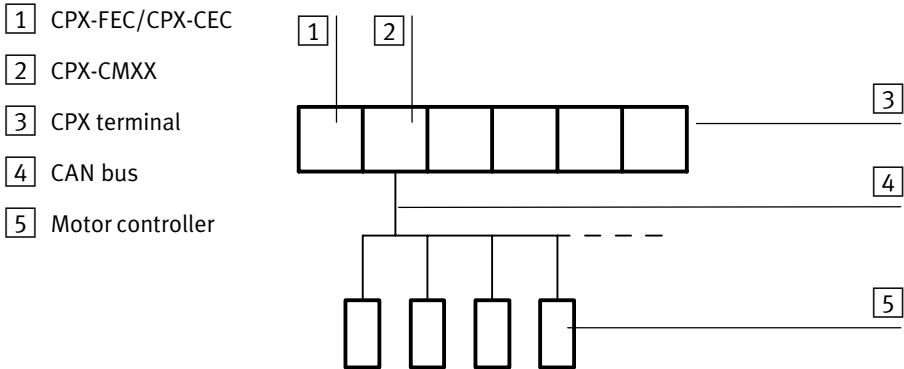 1 CPX-FEC/CPX-CEC
2 CPX-CMXX
3 CPX terminal
4 CAN bus
5 Motor controller
1
2
3
4
5